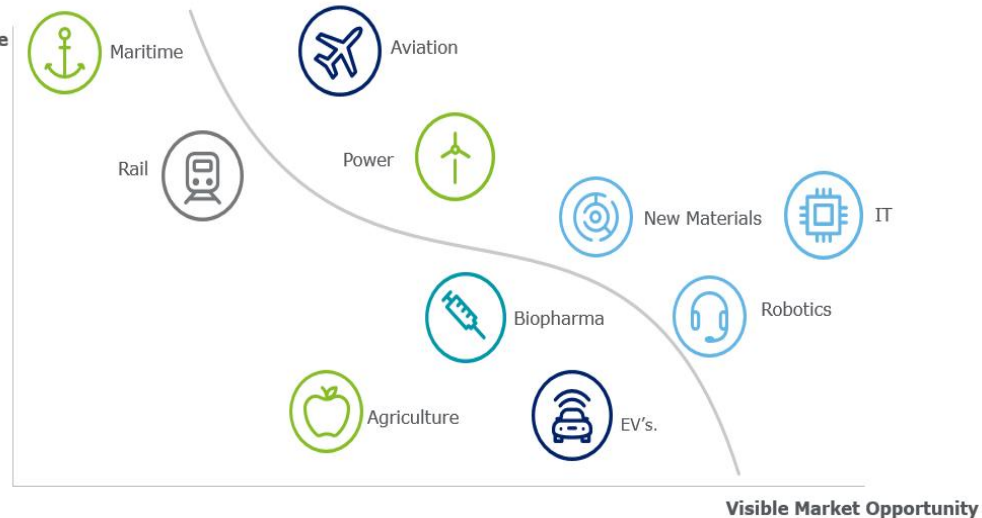 Maritime
Aviation
Rail
Power
New Materials
IT
Biopharma
Robotics
Agriculture
EV's.
Visible Market Opportunity